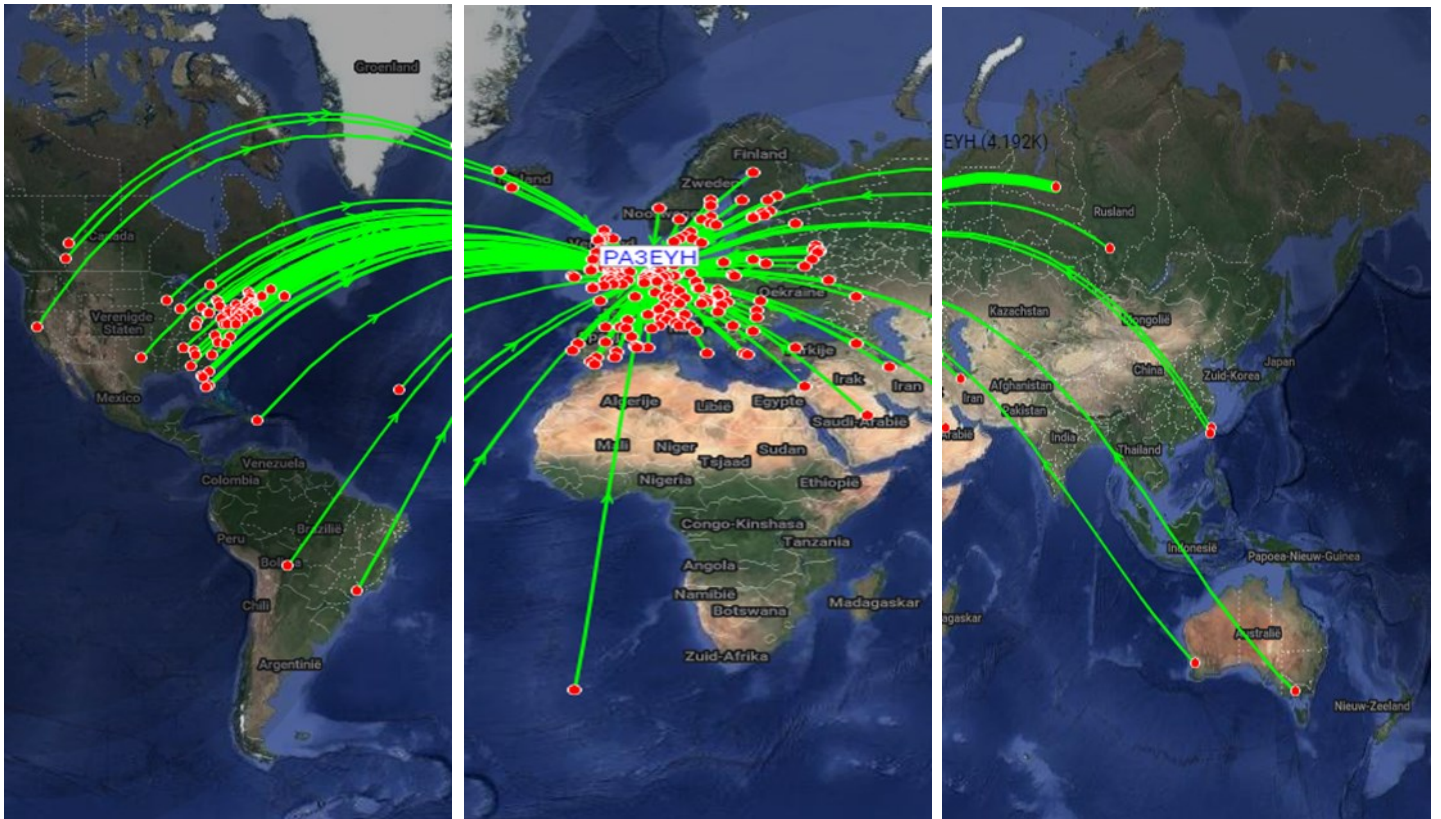 Groenland
Canada
Verenigde
Staten
Mexico
Venezuela
Colombia
Brazilië
Peru
Chili
Argentinië
Finland
Zweden
PA3EYH
Oekraïne
Irak
Iran
Algerije
Libië
Egypte
Saudi-Arabië
Mali
Niger
Tsjaad
Sudan
Nigeria
Ethiopië
Congo-Kinshasa
Tanzania
Angola
Namibië
Botswana
Madagaskar
Zuid-Afrika
EYH (4.192K)
Rusland
Kazachstan
Mongolië
Japan
China
Zuid-Korea
Iran
Afghanistan
Pakistan
India
Thailand
Indonesië
Papoea-Nieuw-Guinea
agaskar
Australië
Nieuw-Zeeland